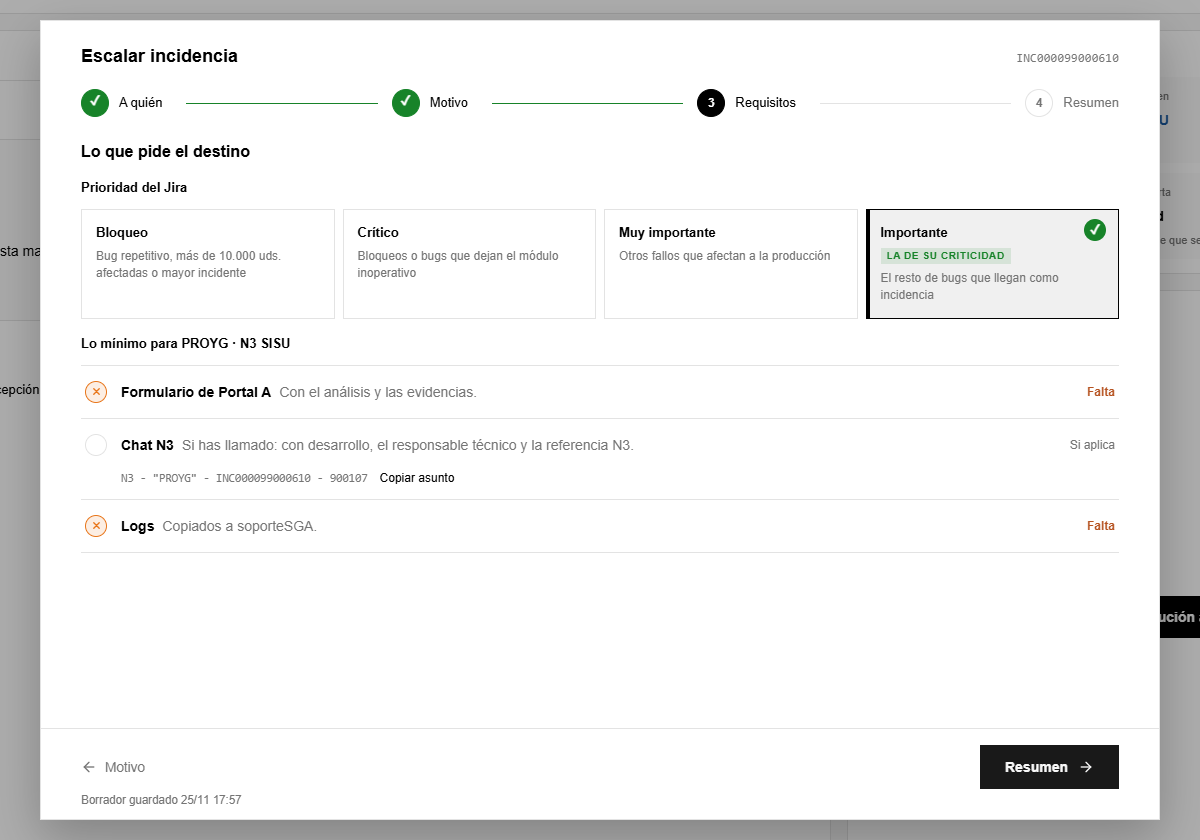 Escalar incidencia
INC000099000610
A quién
Motivo
3 Requisitos
4 Resumen
Lo que pide el destino
Prioridad del Jira
Bloqueo
Bug repetitivo, más de 10.000 uds.
afectadas o mayor incidente
Crítico
Bloqueos o bugs que dejan el módulo
inoperativo
Muy importante
Otros fallos que afectan a la producción
Importante
LA DE SU CRITICIDAD
El resto de bugs que llegan como
incidencia
Lo mínimo para PROYG · N3 SISU
Formulario de Portal A Con el análisis y las evidencias.
Falta
Chat N3 Si has llamado: con desarrollo, el responsable técnico y la referencia N3.
Si aplica
N3 - "PROYG" - INC000099000610 - 900107 Copiar asunto
Logs Copiados a soporteSGA.
Falta
Motivo
Resumen
Borrador guardado 25/11 17:57